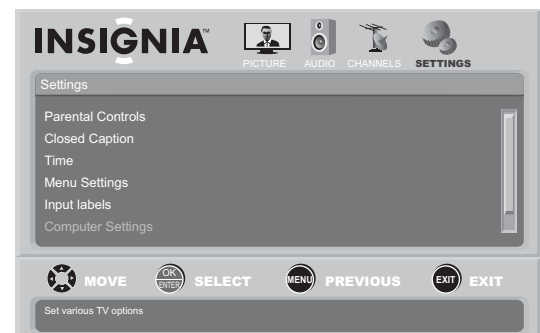 INSIGNIA™
PICTURE AUDIO CHANNELS SETTINGS
Settings
Parental Controls
Closed Caption
Time
Menu Settings
Input labels
Computer Settings
MOVE OK ENTER SELECT MENU PREVIOUS EXIT EXIT
Set various TV options